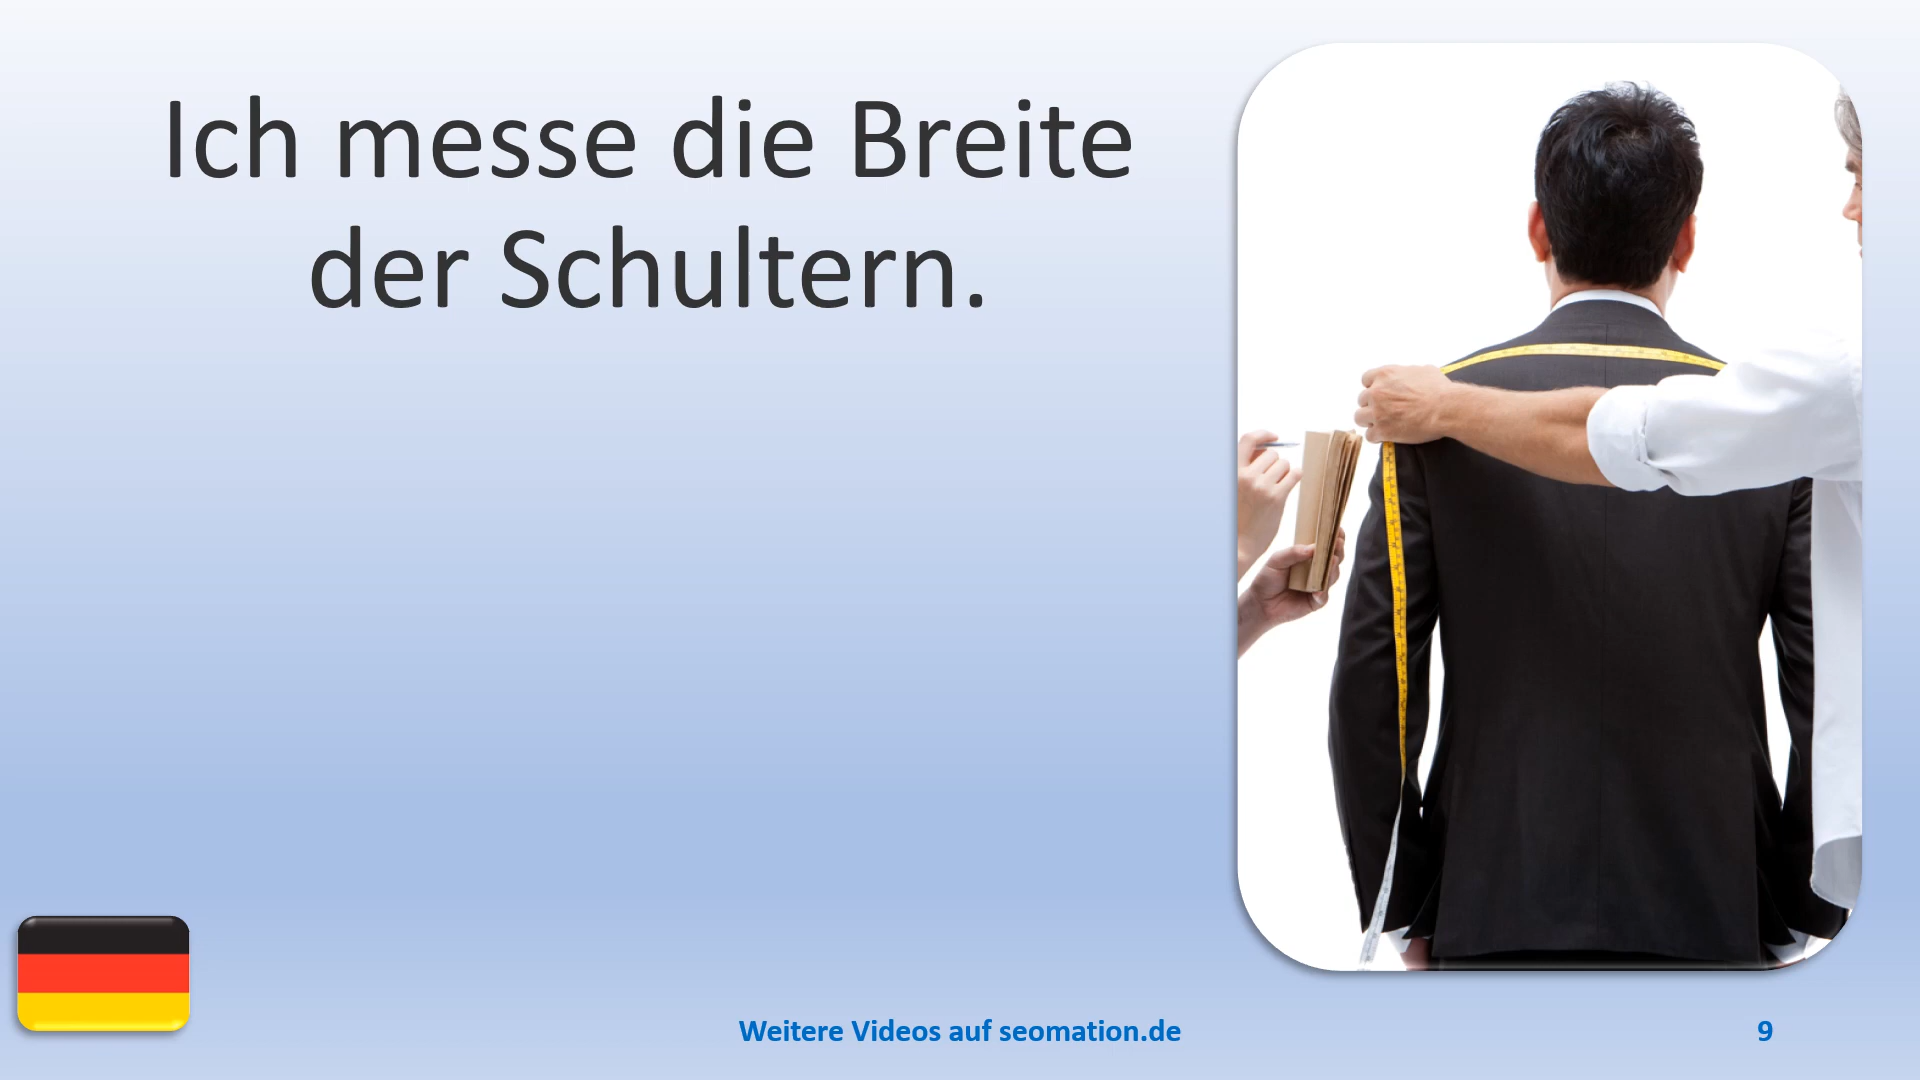 Ich messe die Breite
der Schultern.
Weitere Videos auf seomation.de
9